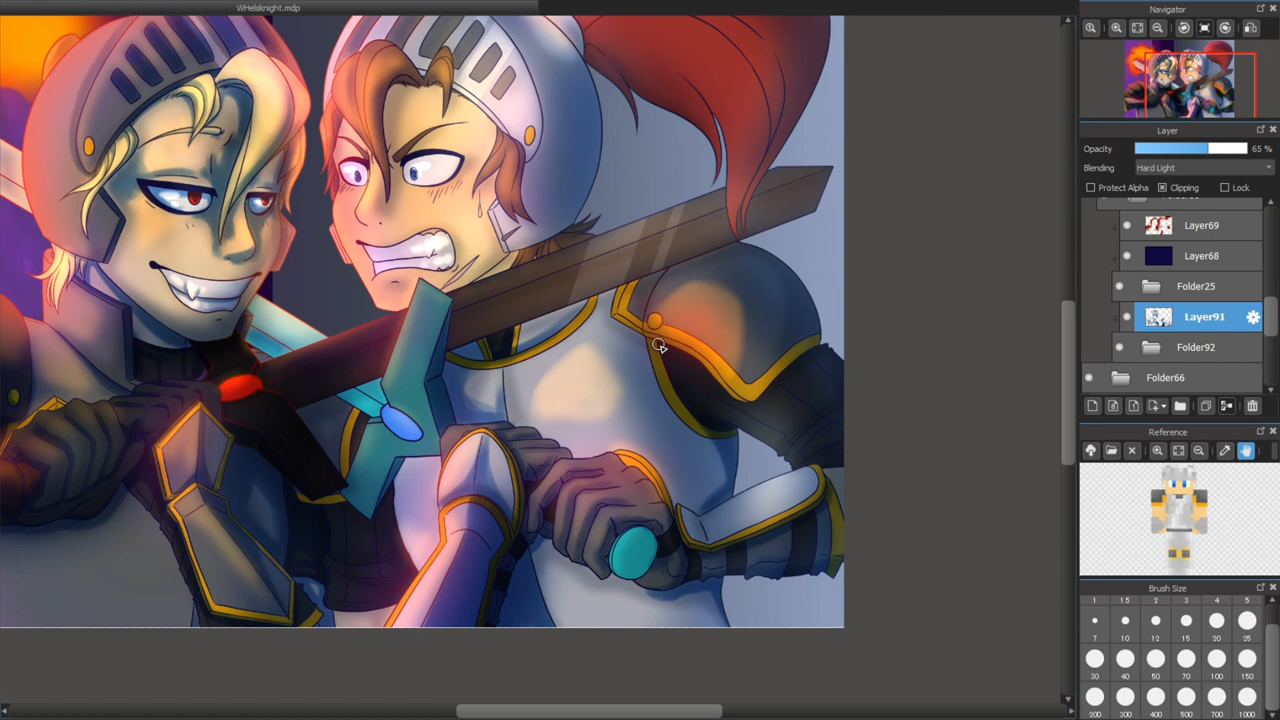 WHelsknight.mdp
Navigator
Layer
Opacity 65 %
Blending Hard Light
Protect Alpha Clipping Lock
Layer69
Layer68
Folder25
Layer91
Folder92
Folder66
Reference
Brush Size
1 1.5 2 3 4 5
7 10 12 15 20 25
30 40 50 70 100 150
200 300 400 500 700 1000